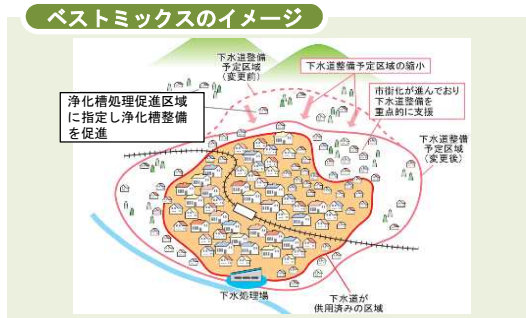 ベストミックスのイメージ
下水道整備
予定区域
(変更前)
下水道整備予定区域の縮小
浄化槽処理促進区域
に指定し浄化槽整備
を促進
市街化が進んでおり
下水道整備を
重点的に支援
下水道整備
予定区域
(変更後)
下水処理場
下水道が
供用済みの区域